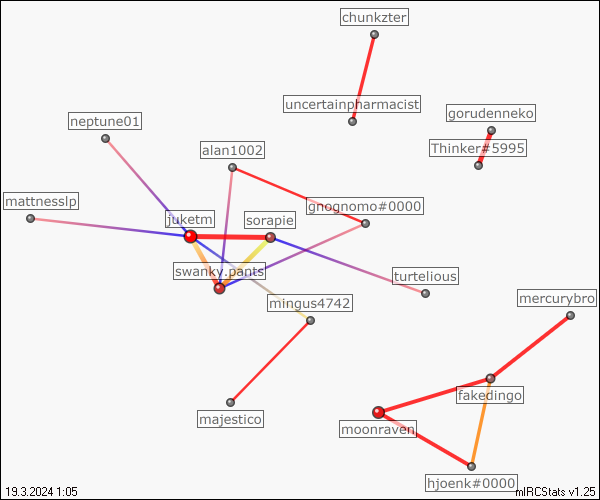 chunkzter
uncertainpharmacist
gorudenneko
neptune01
alan1002
Thinker#5995
mattnesslp
juketm
sorapie
gnognomo#0000
swanky.pants
turtelious
mingus4742
mercurybro
majestico
moonraven
fakedingo
hjoenk#0000
19.3.2024 1:05
mIRCStats v1.25